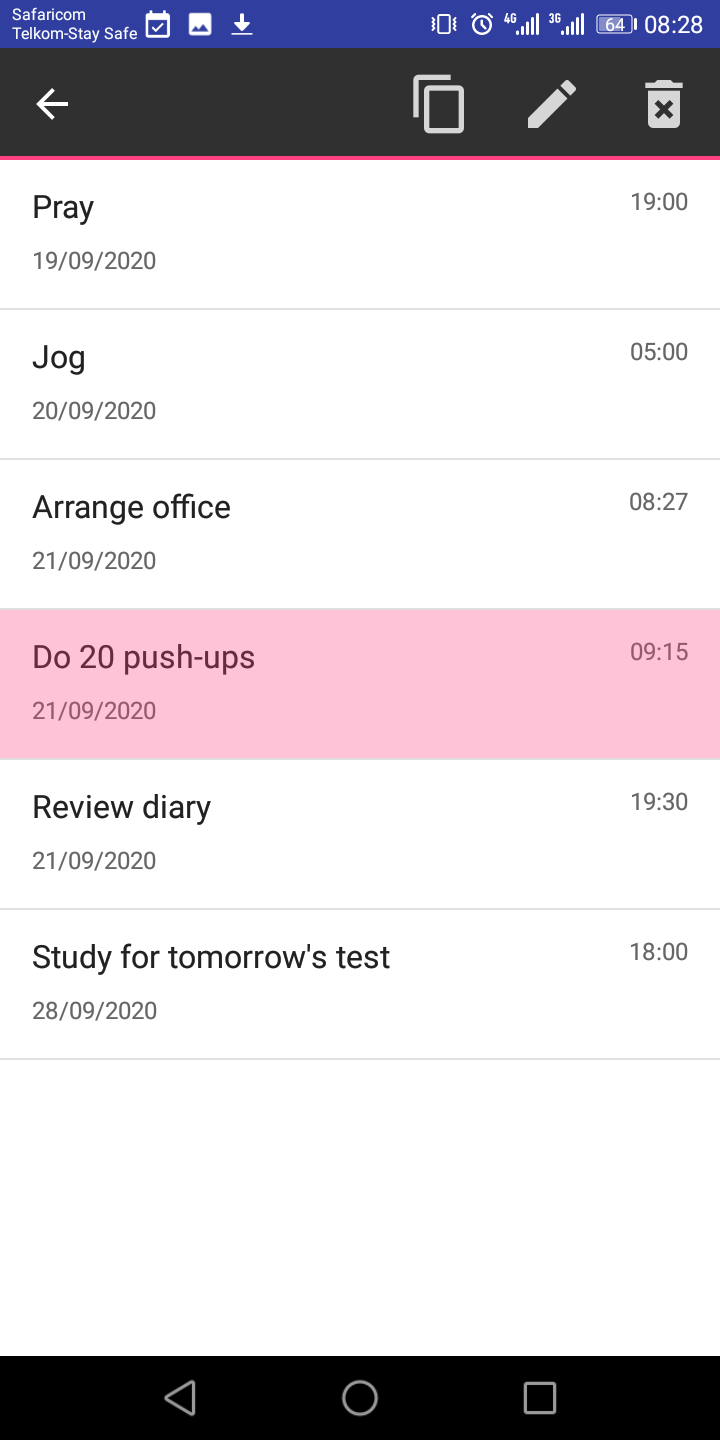 Safaricom
Telkom-Stay Safe
4G
3G
64
08:28
Pray
19:00
19/09/2020
Jog
05:00
20/09/2020
Arrange office
08:27
21/09/2020
Do 20 push-ups
09:15
21/09/2020
Review diary
19:30
21/09/2020
Study for tomorrow's test
18:00
28/09/2020